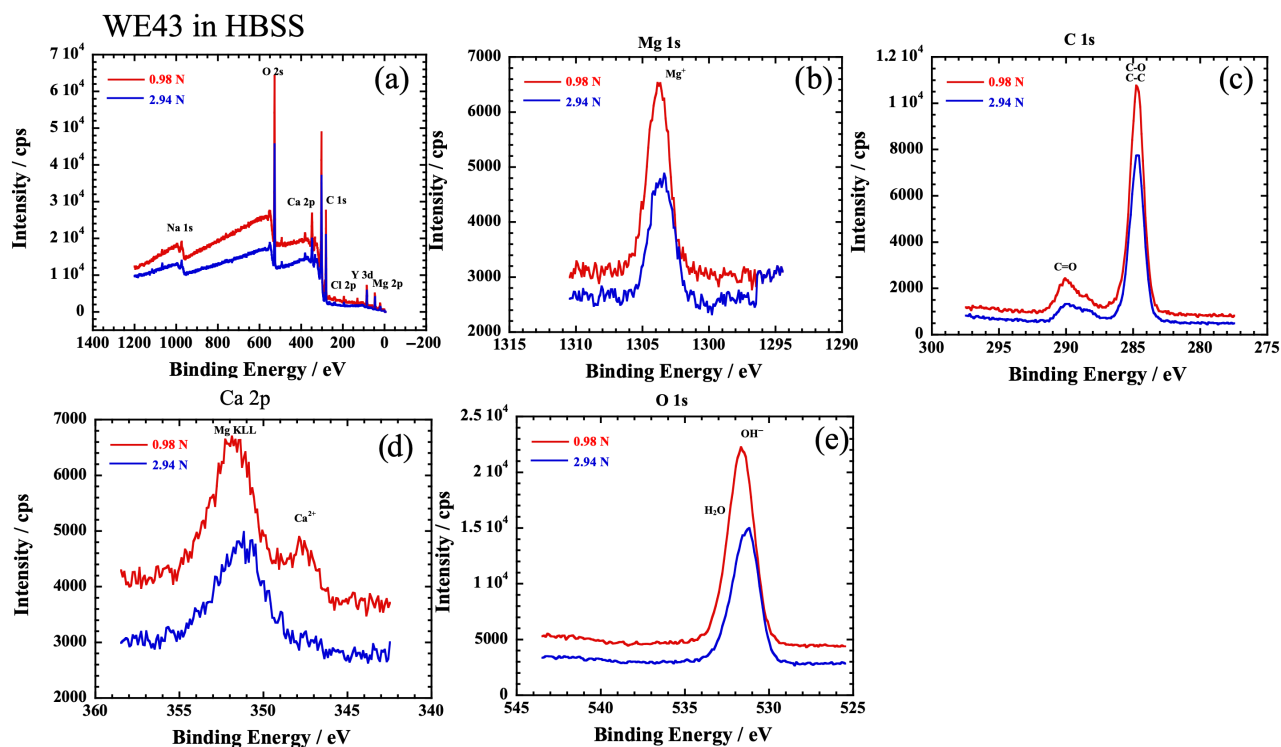 WE43 in HBSS
(a)
0.98 N
2.94 N
O 2s
Na 1s
Ca 2p
C 1s
Cl 2p
Y 3d
Mg 2p
7 10⁴
6 10⁴
5 10⁴
4 10⁴
3 10⁴
2 10⁴
1 10⁴
0
1200 1000 800 600 400 200 0 −200
Intensity / cps
Binding Energy / eV
Mg 1s
(b)
0.98 N
2.94 N
Mg⁺
7000
6000
5000
4000
3000
2000
1315 1310 1305 1300 1295 1290
Intensity / cps
Binding Energy / eV
C 1s
(c)
0.98 N
2.94 N
C-O
C-C
C=O
1.2 10⁴
1 10⁴
8000
6000
4000
2000
0
300 295 290 285 280 275
Intensity / cps
Binding Energy / eV
Ca 2p
(d)
0.98 N
2.94 N
Mg KLL
Ca²⁺
7000
6000
5000
4000
3000
2000
360 355 350 345 340
Intensity / cps
Binding Energy / eV
O 1s
(e)
0.98 N
2.94 N
OH⁻
H₂O
2.5 10⁴
2 10⁴
1.5 10⁴
1 10⁴
5000
0
545 540 535 530 525
Intensity / cps
Binding Energy / eV